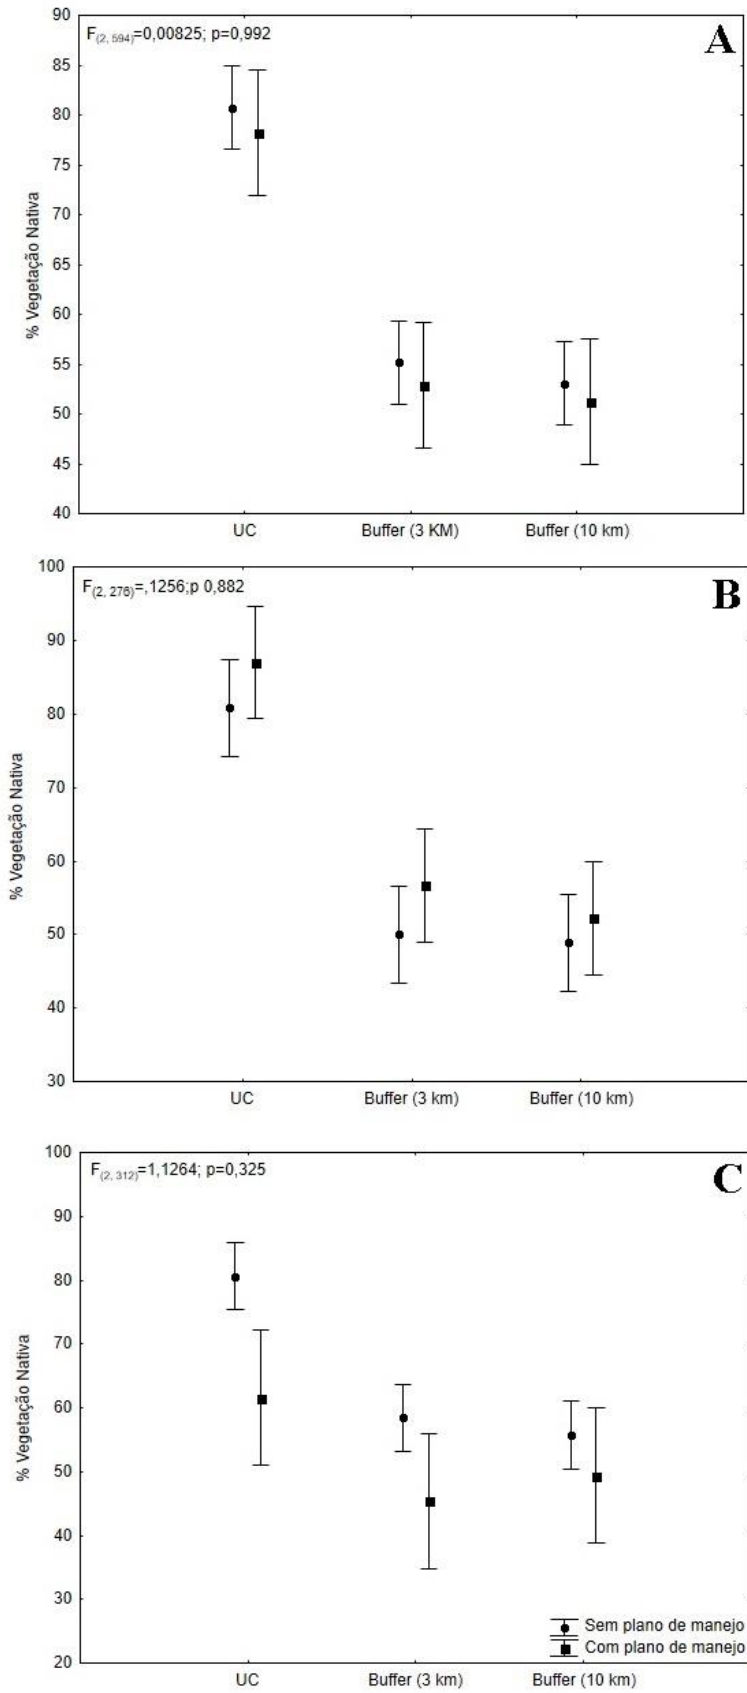 90
F(2, 594)=0,00825; p=0,992
A
85
80
75
70
65
60
55
50
45
40
% Vegetação Nativa
UC Buffer (3 KM) Buffer (10 km)
100
F(2, 276)=,1256;p 0,882
B
90
80
70
60
50
40
30
% Vegetação Nativa
UC Buffer (3 km) Buffer (10 km)
100
F(2, 312)=1,1264; p=0,325
C
90
80
70
60
50
40
30
20
% Vegetação Nativa
Sem plano de manejo
Com plano de manejo
UC Buffer (3 km) Buffer (10 km)